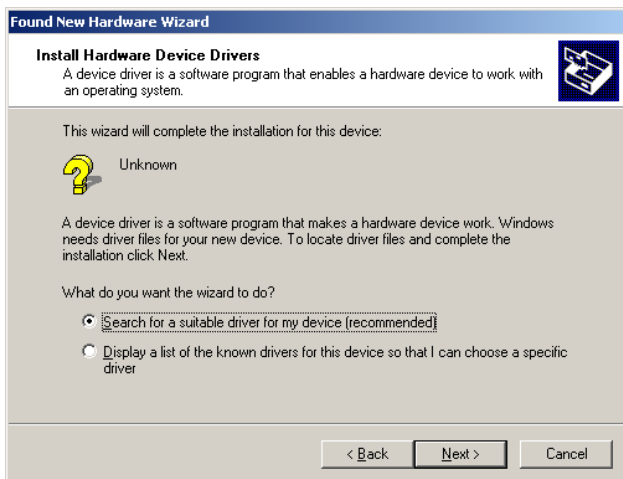 Found New Hardware Wizard
Install Hardware Device Drivers
A device driver is a software program that enables a hardware device to work with
an operating system.
This wizard will complete the installation for this device:
Unknown
A device driver is a software program that makes a hardware device work. Windows
needs driver files for your new device. To locate driver files and complete the
installation click Next.
What do you want the wizard to do?
Search for a suitable driver for my device (recommended)
Display a list of the known drivers for this device so that I can choose a specific
driver
< Back
Next >
Cancel